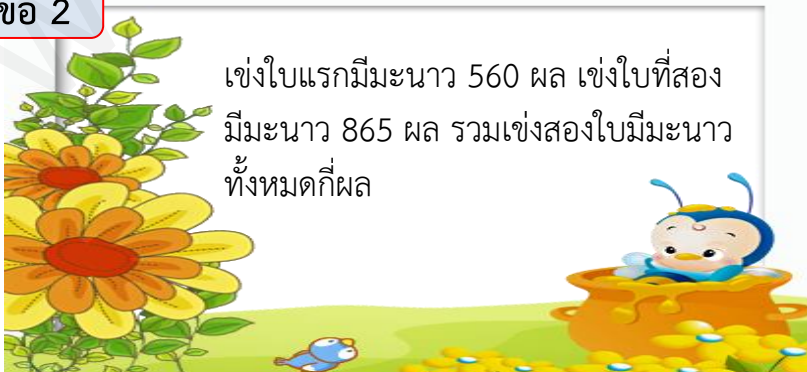 ข้อ 2
เข่งใบแรกมีมะนาว 560 ผล เข่งใบที่สอง
มีมะนาว 865 ผล รวมเข่งสองใบมีมะนาว
ทั้งหมดกี่ผล